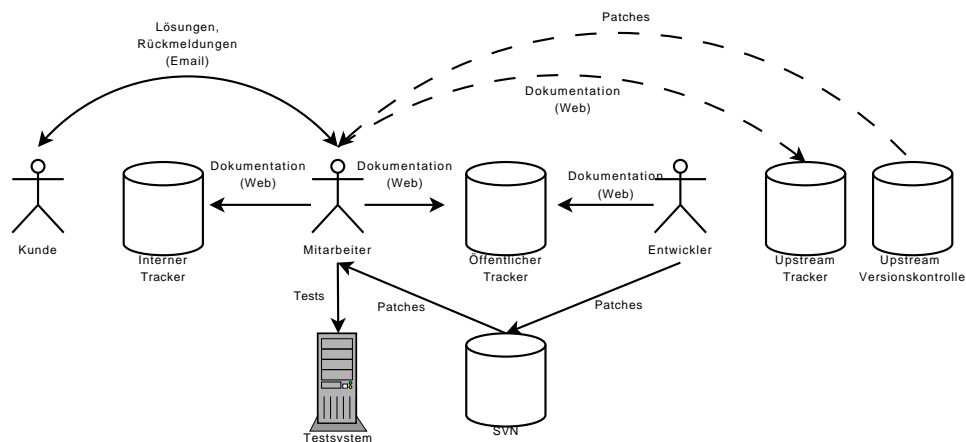 Lösungen,
Rückmeldungen
(Email)
Patches
Dokumentation
(Web)
Dokumentation
(Web)
Dokumentation
(Web)
Dokumentation
(Web)
Kunde
Interner
Tracker
Mitarbeiter
Öffentlicher
Tracker
Entwickler
Upstream
Tracker
Upstream
Versionskontrolle
Tests
Patches
Patches
Testsystem
SVN